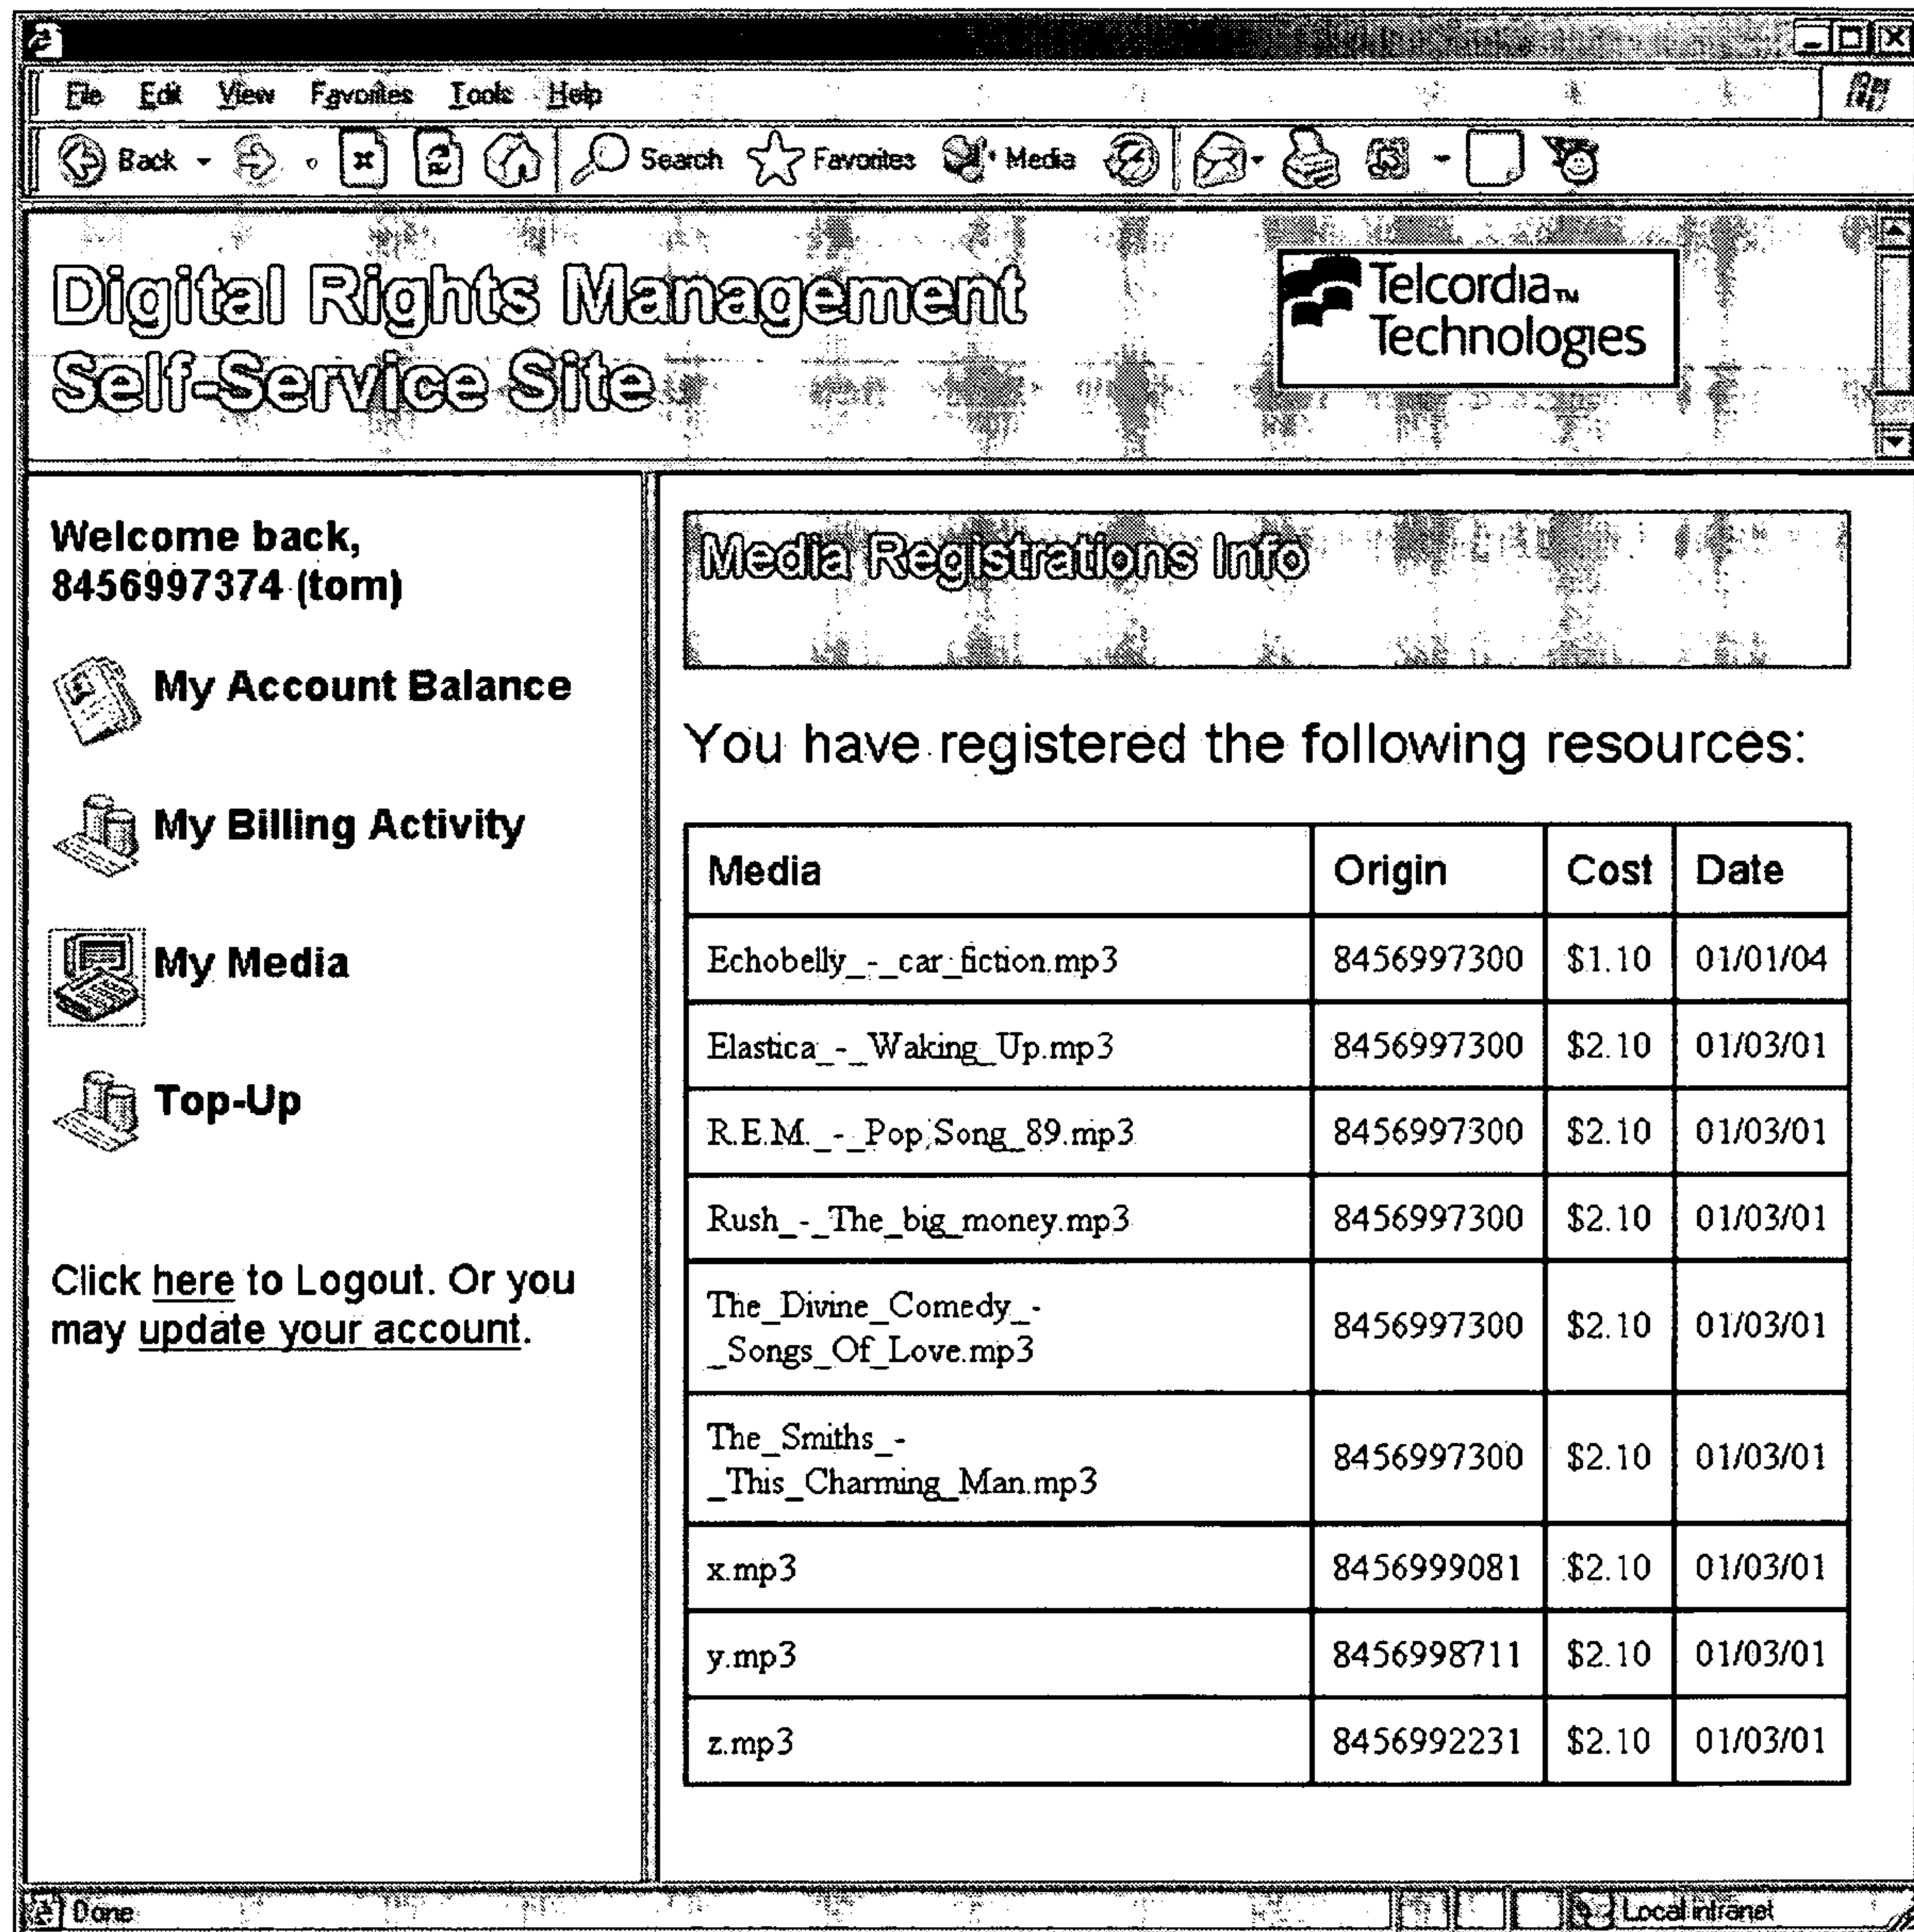 File Edit View Favorites Tools Help
Back Search Favorites Media
Digital Rights Management
Self-Service Site
Telcordia™
Technologies
Welcome back,
8456997374 (tom)
My Account Balance
My Billing Activity
My Media
Top-Up
Click here to Logout. Or you
may update your account.
Media Registrations Info
You have registered the following resources:
Media Origin Cost Date
Echobelly_-_car_fiction.mp3 8456997300 $1.10 01/01/04
Elastica_-_Waking_Up.mp3 8456997300 $2.10 01/03/01
R.E.M._-_Pop_Song_89.mp3 8456997300 $2.10 01/03/01
Rush_-_The_big_money.mp3 8456997300 $2.10 01/03/01
The_Divine_Comedy_-
_Songs_Of_Love.mp3 8456997300 $2.10 01/03/01
The_Smiths_-
_This_Charming_Man.mp3 8456997300 $2.10 01/03/01
x.mp3 8456999081 $2.10 01/03/01
y.mp3 8456998711 $2.10 01/03/01
z.mp3 8456992231 $2.10 01/03/01
Done Local intranet